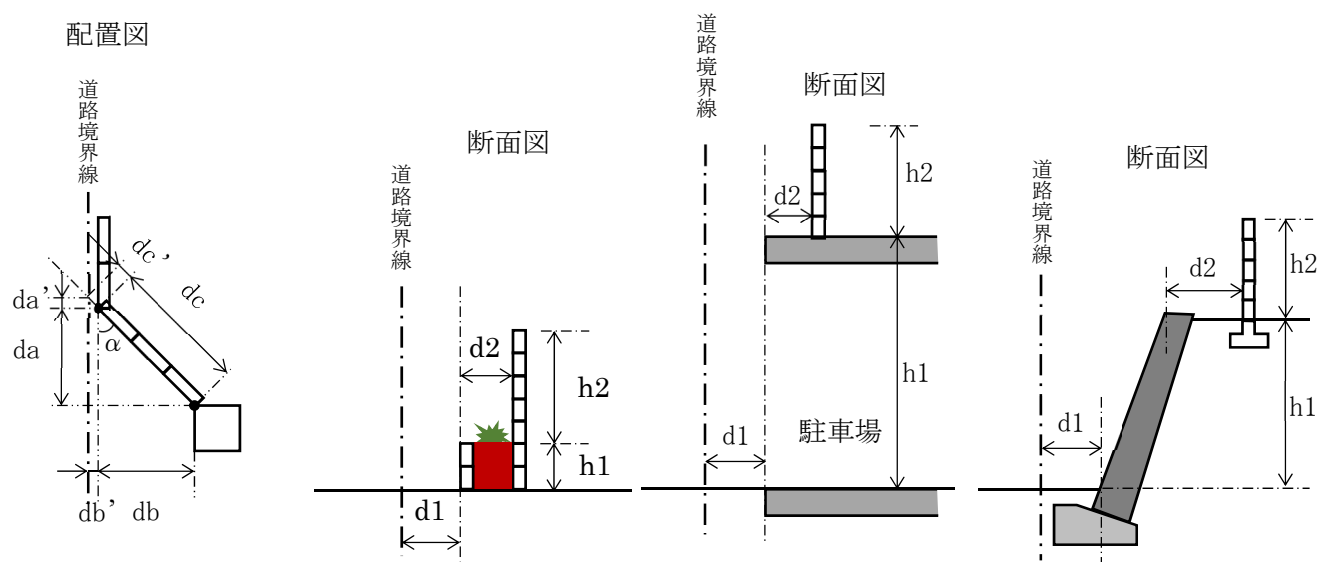 配置図
道路境界線
dc'
dc
da'
da
α
db' db
断面図
道路境界線
d2
h2
h1
d1
道路境界線
断面図
d2
h2
h1
d1
駐車場
断面図
道路境界線
d2
h2
d1
h1